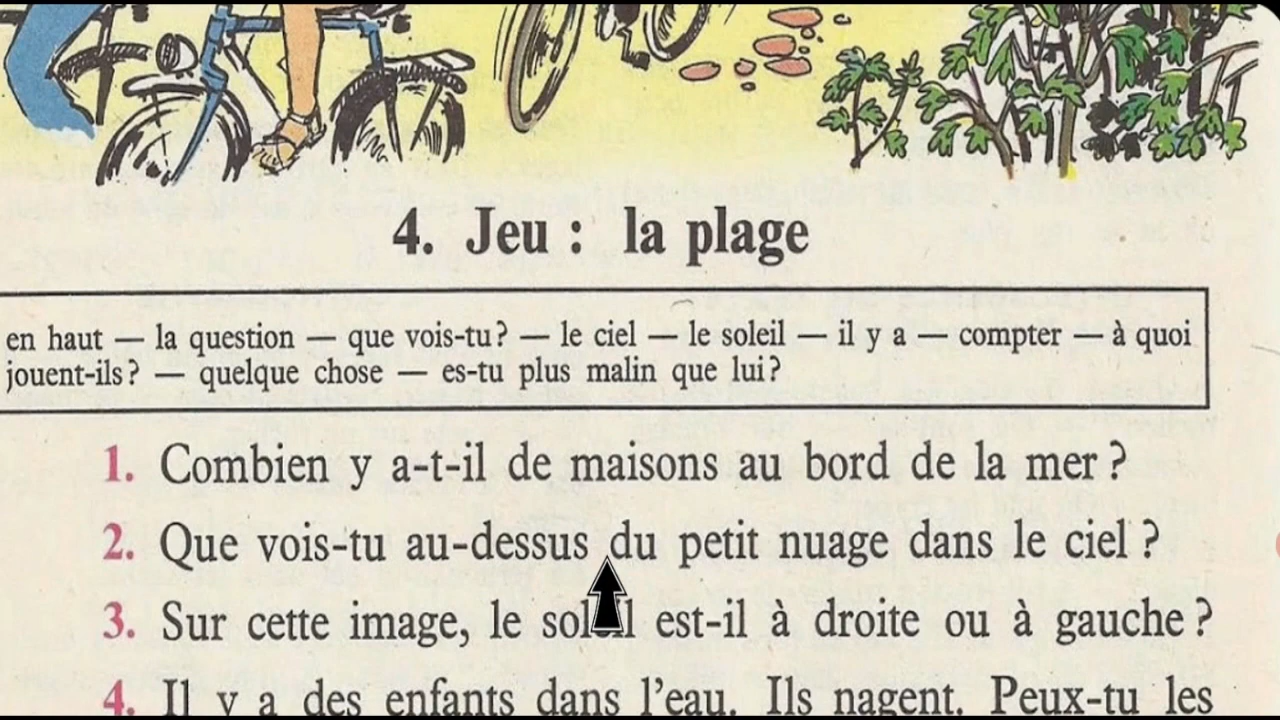 4. Jeu : la plage
en haut — la question — que vois-tu? — le ciel — le soleil — il y a — compter — à quoi
jouent-ils? — quelque chose — es-tu plus malin que lui?
1. Combien y a-t-il de maisons au bord de la mer ?
2. Que vois-tu au-dessus du petit nuage dans le ciel ?
3. Sur cette image, le soleil est-il à droite ou à gauche ?
4. Il y a des enfants dans l'eau. Ils nagent. Peux-tu les